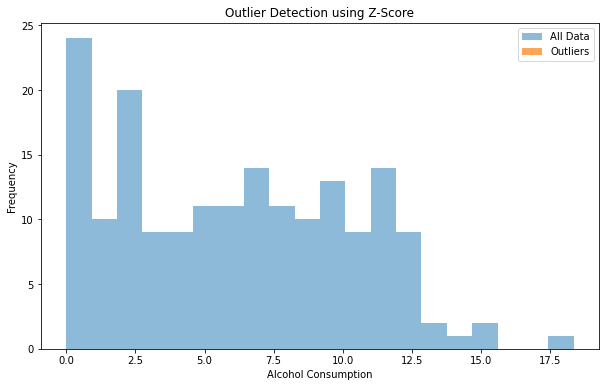 Outlier Detection using Z-Score
All Data
Outliers
Frequency
25
20
15
10
5
0
0.0 2.5 5.0 7.5 10.0 12.5 15.0 17.5
Alcohol Consumption